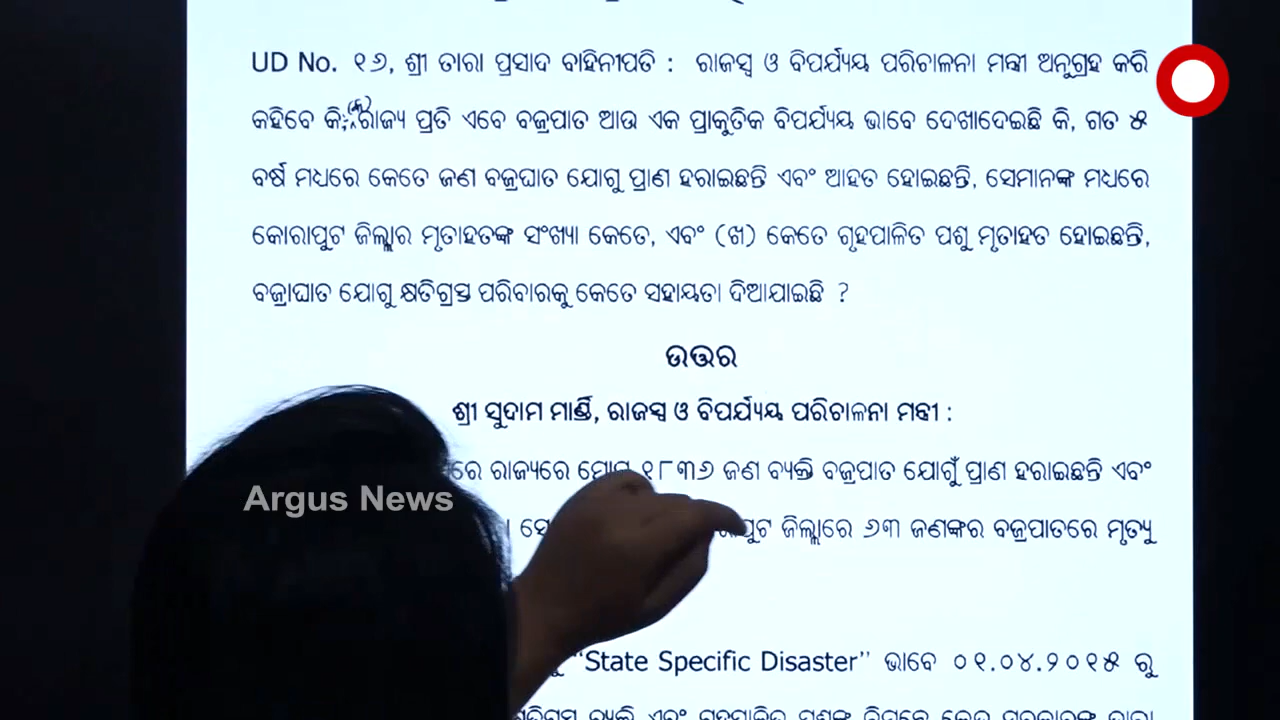 UD No. ୧୬, ଶ୍ରୀ ତାରା ପ୍ରସାଦ ବାହିନୀପତି : ରାଜସ୍ୱ ଓ ବିପର୍ଯ୍ୟୟ ପରିଚାଳନା ମନ୍ତ୍ରୀ ଅନୁଗ୍ରହ କରି
କହିବେ କି, (କ) ରାଜ୍ୟ ପ୍ରତି ଏବେ ବଜ୍ରପାତ ଆଉ ଏକ ପ୍ରାକୃତିକ ବିପର୍ଯ୍ୟୟ ଭାବେ ଦେଖାଦେଇଛି କି, ଗତ ୫
ବର୍ଷ ମଧ୍ୟରେ କେତେ ଜଣ ବଜ୍ରଘାତ ଯୋଗୁ ପ୍ରାଣ ହରାଇଛନ୍ତି ଏବଂ ଆହତ ହୋଇଛନ୍ତି, ସେମାନଙ୍କ ମଧ୍ୟରେ
କୋରାପୁଟ ଜିଲ୍ଲାର ମୃତାହତଙ୍କ ସଂଖ୍ୟା କେତେ, ଏବଂ (ଖ) କେତେ ଗୃହପାଳିତ ପଶୁ ମୃତାହତ ହୋଇଛନ୍ତି,
ବଜ୍ରାଘାତ ଯୋଗୁ କ୍ଷତିଗ୍ରସ୍ତ ପରିବାରକୁ କେତେ ସହାୟତା ଦିଆଯାଇଛି ?
ଉତ୍ତର
ଶ୍ରୀ ସୁଦାମ ମାର୍ଣ୍ଡି, ରାଜସ୍ୱ ଓ ବିପର୍ଯ୍ୟୟ ପରିଚାଳନା ମନ୍ତ୍ରୀ :
ରେ ରାଜ୍ୟରେ ମୋଟ ୧୮୩୬ ଜଣ ବ୍ୟକ୍ତି ବଜ୍ରପାତ ଯୋଗୁଁ ପ୍ରାଣ ହରାଇଛନ୍ତି ଏବଂ
Argus News
ଜିଲ୍ଲାରେ ୬୩ ଜଣଙ୍କର ବଜ୍ରପାତରେ ମୃତ୍ୟୁ
“State Specific Disaster” ଭାବେ ୦୧.୦୪.୨୦୧୫ ରୁ